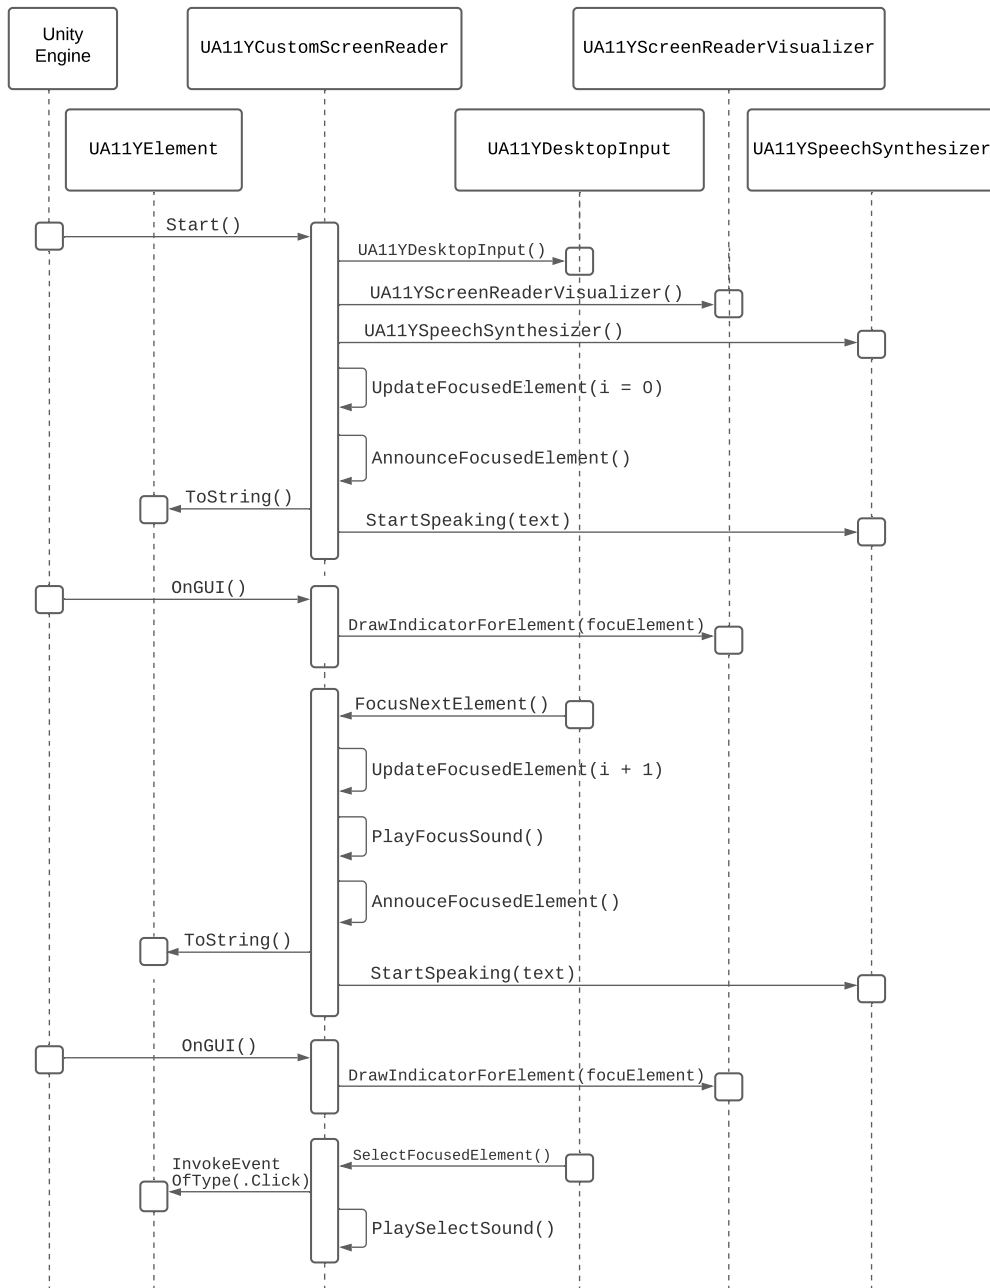 Unity
Engine
UA11YCustomScreenReader
UA11YScreenReaderVisualizer
UA11YElement
UA11YDesktopInput
UA11YSpeechSynthesizer
Start()
UA11YDesktopInput()
UA11YScreenReaderVisualizer()
UA11YSpeechSynthesizer()
UpdateFocusedElement(i = 0)
AnnounceFocusedElement()
ToString()
StartSpeaking(text)
OnGUI()
DrawIndicatorForElement(focuElement)
FocusNextElement()
UpdateFocusedElement(i + 1)
PlayFocusSound()
AnnouceFocusedElement()
ToString()
StartSpeaking(text)
OnGUI()
DrawIndicatorForElement(focuElement)
SelectFocusedElement()
InvokeEvent
OfType(.Click)
PlaySelectSound()